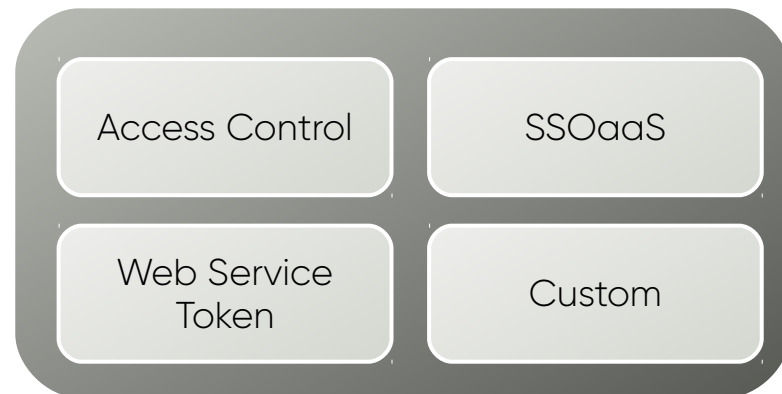 Access Control
SSOaaS
Web Service
Token
Custom